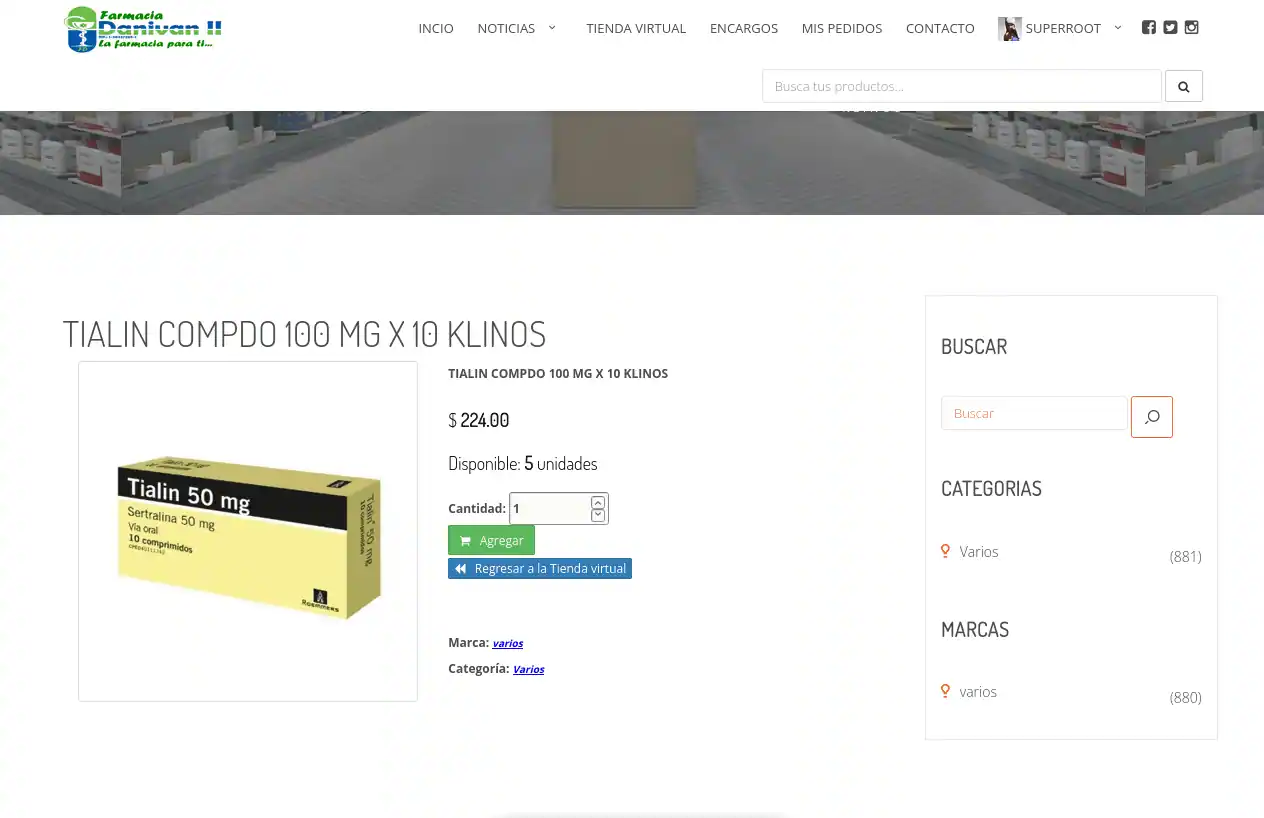 Farmacia
Danivan II
La farmacia para ti...
INCIO
NOTICIAS
TIENDA VIRTUAL
ENCARGOS
MIS PEDIDOS
CONTACTO
SUPERROOT
Busca tus productos...
TIALIN COMPDO 100 MG X 10 KLINOS
Tialin 50 mg
Sertralina 50 mg
Vía oral
10 comprimidos
Roemmers
Tialin 50 mg
10 comprimidos
TIALIN COMPDO 100 MG X 10 KLINOS
$ 224.00
Disponible: 5 unidades
Cantidad: 1
Agregar
Regresar a la Tienda virtual
Marca: varios
Categoría: Varios
BUSCAR
Buscar
CATEGORIAS
Varios (881)
MARCAS
varios (880)